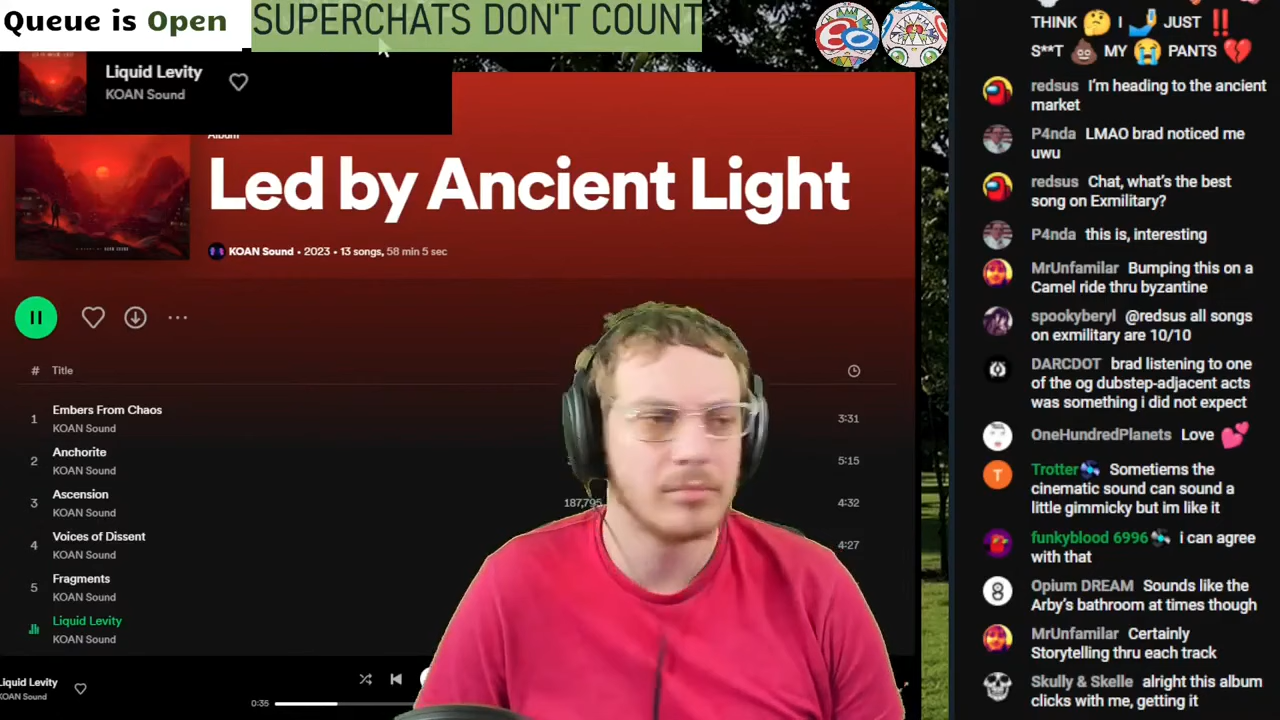 Queue is Open
SUPERCHATS DON'T COUNT
Liquid Levity
KOAN Sound
Album
Led by Ancient Light
KOAN Sound • 2023 • 13 songs, 58 min 5 sec
# Title
1 Embers From Chaos 3:31
KOAN Sound
2 Anchorite 5:15
KOAN Sound
3 Ascension 187,795 4:32
KOAN Sound
4 Voices of Dissent 4:27
KOAN Sound
5 Fragments
KOAN Sound
Liquid Levity
KOAN Sound
Liquid Levity
KOAN Sound
0:36
THINK 🤔 I 🤳 JUST ‼️
S**T 💩 MY 😭 PANTS 💔
redsus I'm heading to the ancient
market
P4nda LMAO brad noticed me
uwu
redsus Chat, what's the best
song on Exmilitary?
P4nda this is, interesting
MrUnfamilar Bumping this on a
Camel ride thru byzantine
spookyberyl @redsus all songs
on exmilitary are 10/10
DARCDOT brad listening to one
of the og dubstep-adjacent acts
was something i did not expect
OneHundredPlanets Love 💕
Trotter Sometiems the
cinematic sound can sound a
little gimmicky but im like it
funkyblood 6996 i can agree
with that
Opium DREAM Sounds like the
Arby's bathroom at times though
MrUnfamilar Certainly
Storytelling thru each track
Skully & Skelle alright this album
clicks with me, getting it